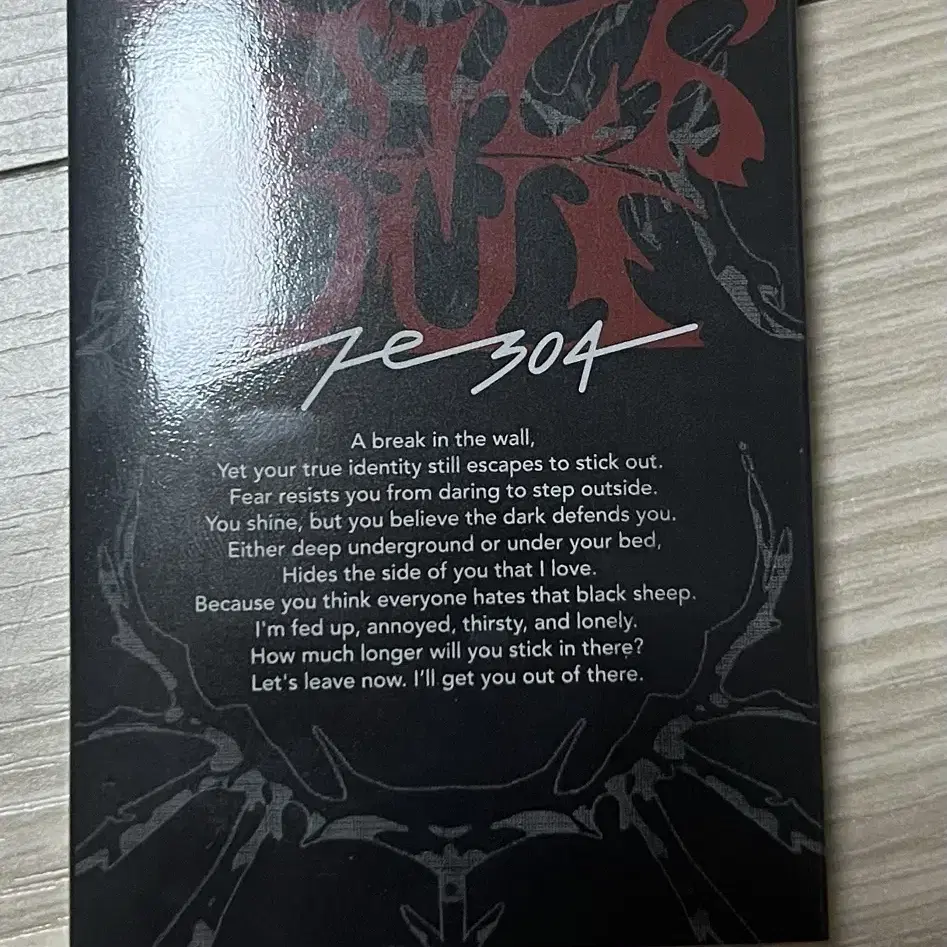 OUT
304
A break in the wall,
Yet your true identity still escapes to stick out.
Fear resists you from daring to step outside.
You shine, but you believe the dark defends you.
Either deep underground or under your bed,
Hides the side of you that I love.
Because you think everyone hates that black sheep.
I'm fed up, annoyed, thirsty, and lonely.
How much longer will you stick in there?
Let's leave now. I'll get you out of there.